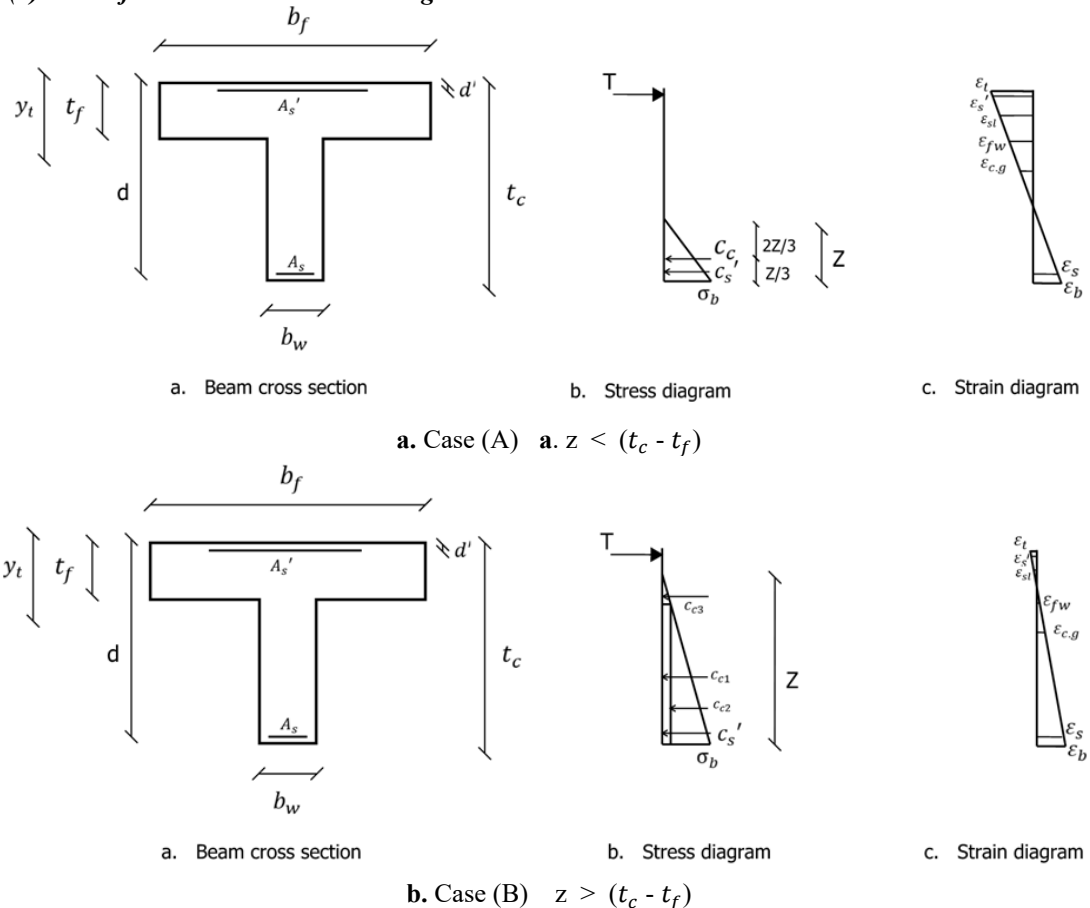 b_f
y_t
t_f
d
A_s'
d'
t_c
A_s
b_w
T
C_c
C_s'
2Z/3
Z/3
Z
σ_b
ε_t
ε_s'
ε_sl
ε_fw
ε_c.g
ε_s
ε_b
a. Beam cross section
b. Stress diagram
c. Strain diagram
a. Case (A) a. z < (t_c - t_f)
b_f
y_t
t_f
d
A_s'
d'
t_c
A_s
b_w
T
c_c3
c_c1
c_c2
C_s'
Z
σ_b
ε_t
ε_s'
ε_sl
ε_fw
ε_c.g
ε_s
ε_b
a. Beam cross section
b. Stress diagram
c. Strain diagram
b. Case (B) z > (t_c - t_f)